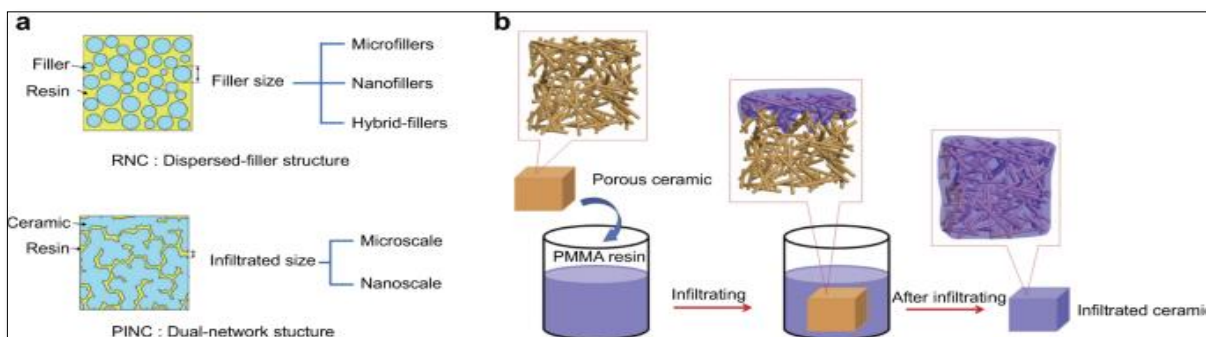 a
Filler
Resin
Filler size
Microfillers
Nanofillers
Hybrid-fillers
RNC : Dispersed-filler structure
Ceramic
Resin
Infiltrated size
Microscale
Nanoscale
PINC : Dual-network stucture
b
Porous ceramic
PMMA resin
Infiltrating
After infiltrating
Infiltrated ceramic